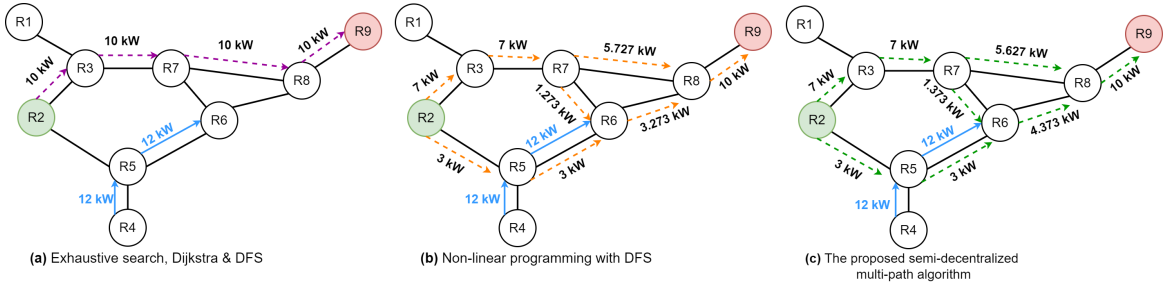 R1
10 kW
10 kW
10 kW
R9
10 kW
R3
R7
R8
R2
R6
12 kW
R5
12 kW
R4
(a) Exhaustive search, Dijkstra & DFS
R1
7 kW
5.727 kW
R9
7 kW
R3
R7
R8
10 kW
1.273 kW
R2
R6
3.273 kW
12 kW
3 kW
R5
3 kW
12 kW
R4
(b) Non-linear programming with DFS
R1
7 kW
5.627 kW
R9
7 kW
R3
R7
R8
10 kW
1.373 kW
R2
R6
4.373 kW
12 kW
3 kW
R5
3 kW
12 kW
R4
(c) The proposed semi-decentralized
multi-path algorithm